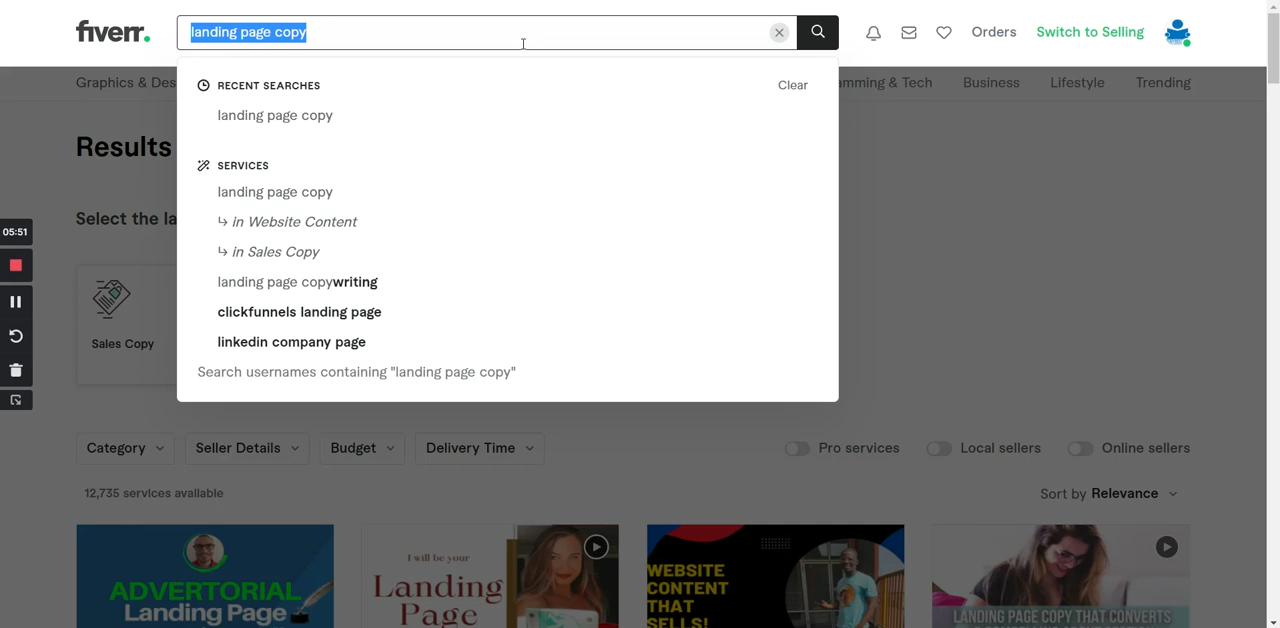 fiverr.
landing page copy
Orders
Switch to Selling
Graphics & Des
amming & Tech
Business
Lifestyle
Trending
RECENT SEARCHES
Clear
landing page copy
SERVICES
landing page copy
in Website Content
in Sales Copy
landing page copywriting
clickfunnels landing page
linkedin company page
Search usernames containing "landing page copy"
Results
Select the la
05:51
Sales Copy
Category
Seller Details
Budget
Delivery Time
Pro services
Local sellers
Online sellers
12,735 services available
Sort by Relevance
ADVERTORIAL
Landing Page
I will be your
Landing
Page
WEBSITE
CONTENT
THAT
SELLS!
LANDING PAGE COPY THAT CONVERTS